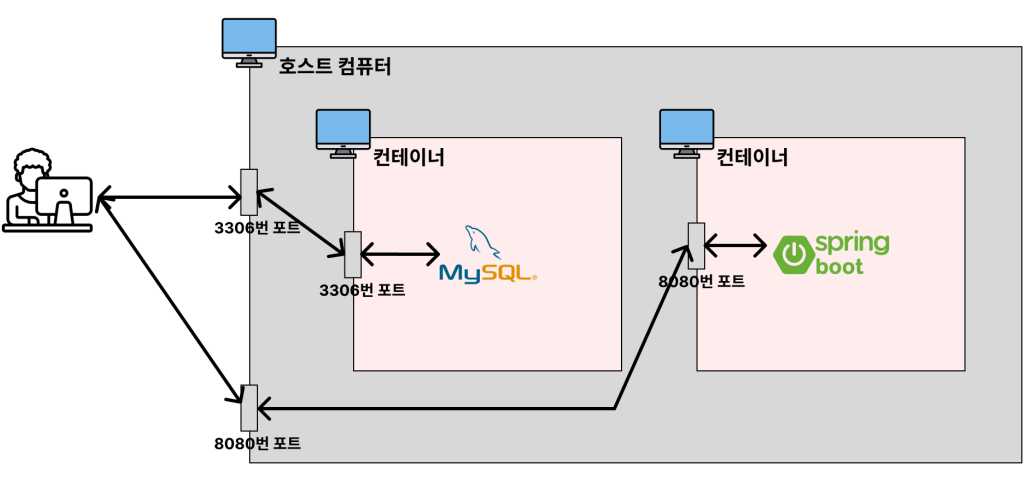 호스트 컴퓨터
컨테이너
컨테이너
3306번 포트
3306번 포트
MySQL®
8080번 포트
spring
boot
8080번 포트